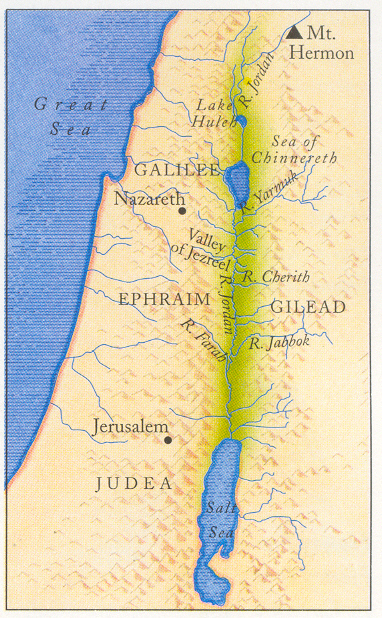 Mt.
Hermon
R. Jordan
Great
Sea
Lake
Huleh
Sea of
Chinnereth
GALILEE
R. Yarmuk
Nazareth
Valley
of Jezreel
R. Cherith
R. Jordan
EPHRAIM
GILEAD
R. Farah
R. Jabbok
Jerusalem
JUDEA
Salt
Sea